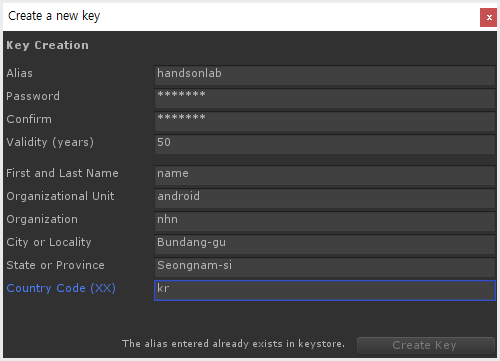 Create a new key
x
Key Creation
Alias handsonlab
Password *******
Confirm *******
Validity (years) 50
First and Last Name name
Organizational Unit android
Organization nhn
City or Locality Bundang-gu
State or Province Seongnam-si
Country Code (XX) kr
The alias entered already exists in keystore. Create Key